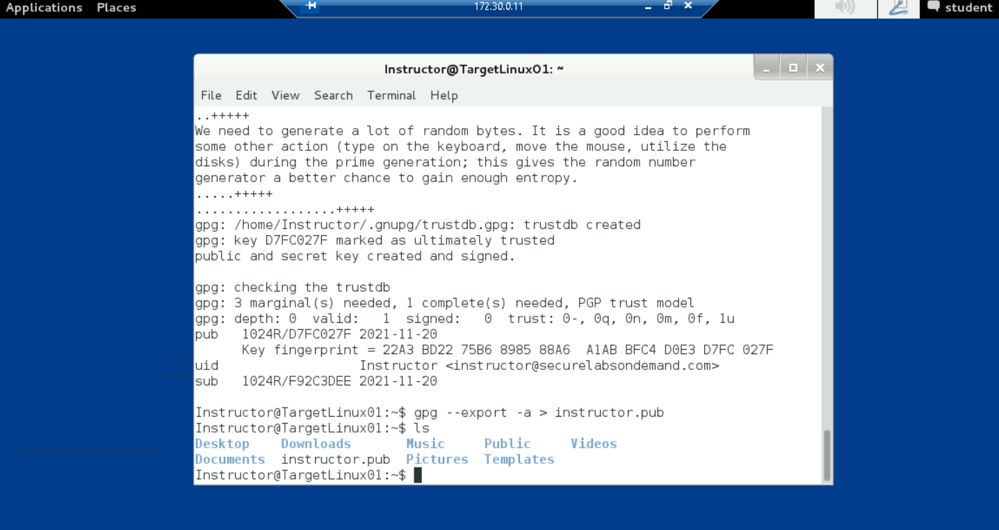 Applications Places 172.30.0.11 student
Instructor@TargetLinux01: ~
File Edit View Search Terminal Help
..+++++
We need to generate a lot of random bytes. It is a good idea to perform
some other action (type on the keyboard, move the mouse, utilize the
disks) during the prime generation; this gives the random number
generator a better chance to gain enough entropy.
.....+++++
..................+++++
gpg: /home/Instructor/.gnupg/trustdb.gpg: trustdb created
gpg: key D7FC027F marked as ultimately trusted
public and secret key created and signed.
gpg: checking the trustdb
gpg: 3 marginal(s) needed, 1 complete(s) needed, PGP trust model
gpg: depth: 0  valid:   1  signed:   0  trust: 0-, 0q, 0n, 0m, 0f, 1u
pub   1024R/D7FC027F 2021-11-20
      Key fingerprint = 22A3 BD22 75B6 8985 88A6  A1AB BFC4 D0E3 D7FC 027F
uid                  Instructor <instructor@securelabsondemand.com>
sub   1024R/F92C3DEE 2021-11-20
Instructor@TargetLinux01:~$ gpg --export -a > instructor.pub
Instructor@TargetLinux01:~$ ls
Desktop    Downloads       Music     Public     Videos
Documents  instructor.pub  Pictures  Templates
Instructor@TargetLinux01:~$